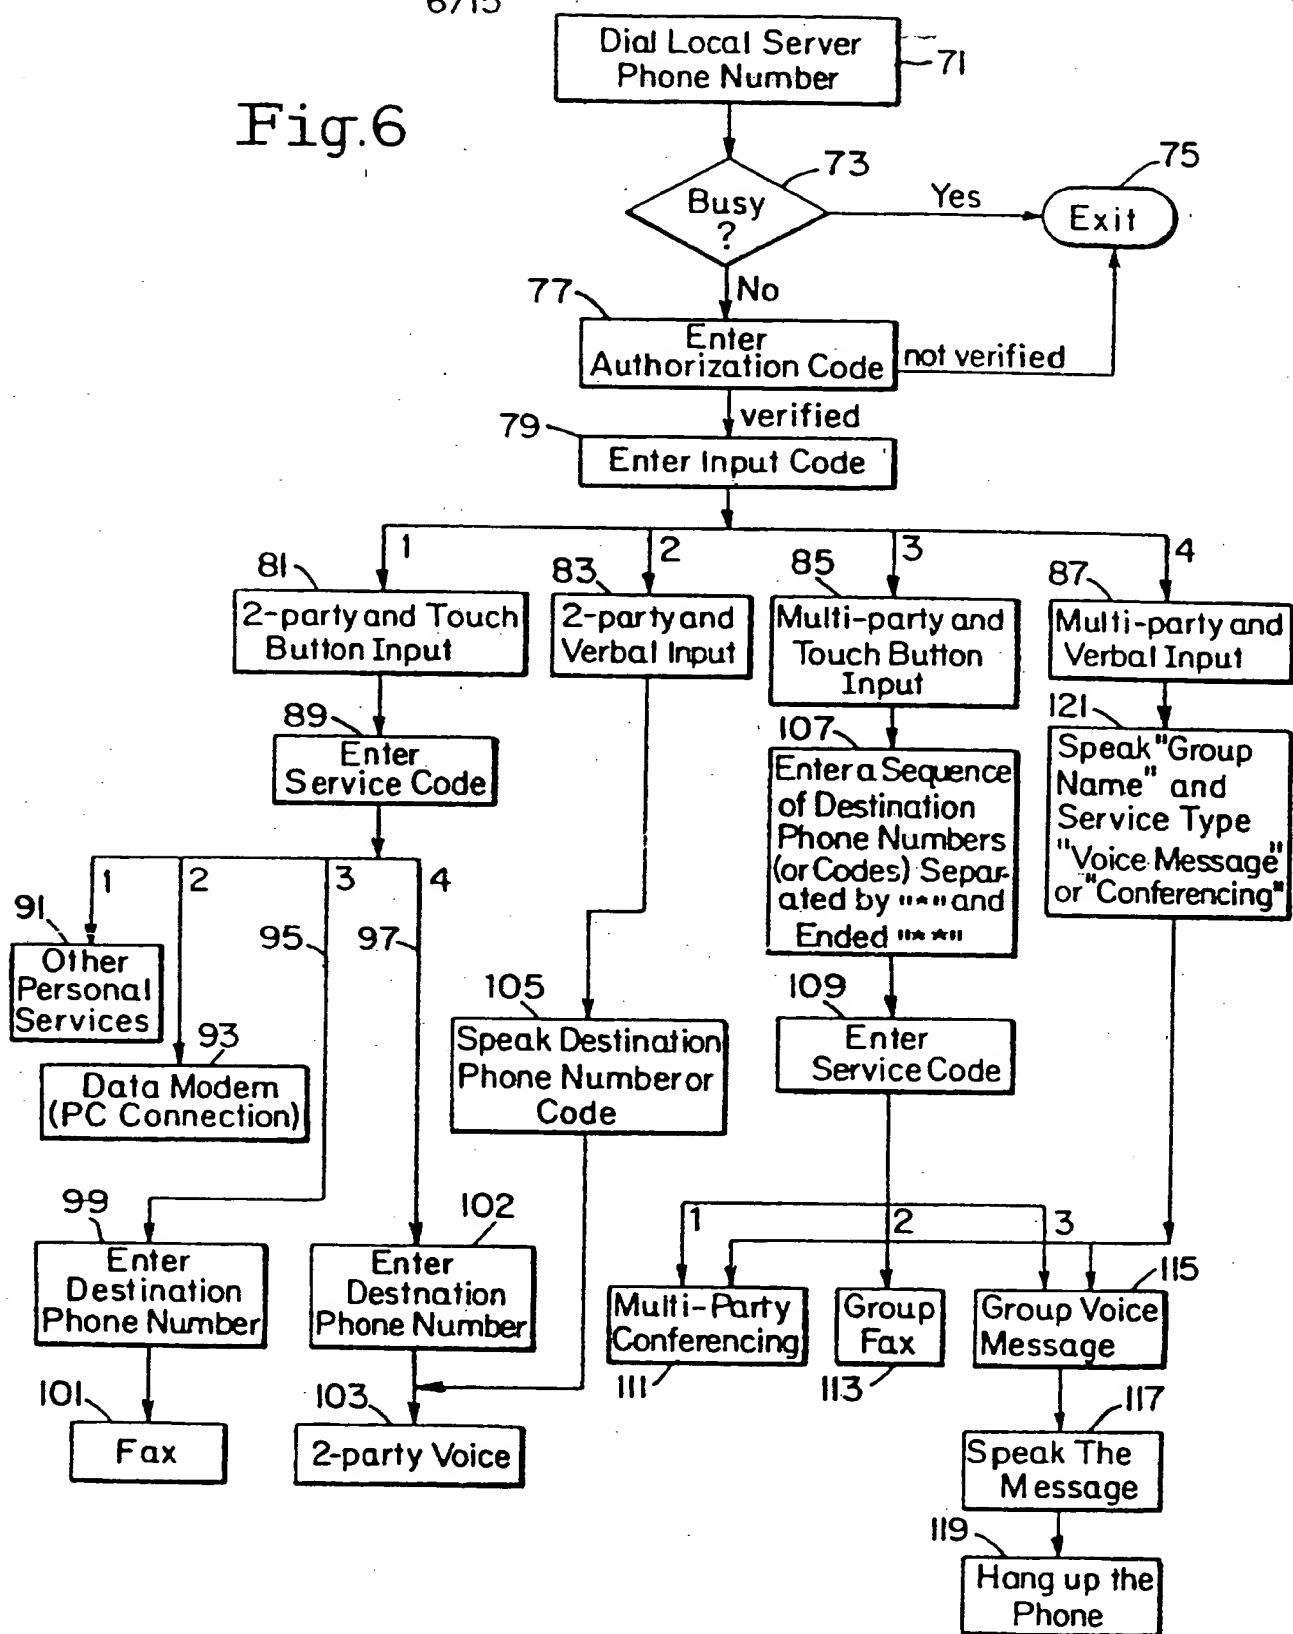 6/15
Fig.6
Dial Local Server
Phone Number
71
Busy
?
73
Yes
75
Exit
No
77
Enter
Authorization Code
not verified
verified
79
Enter Input Code
1
2
3
4
81
2-party and Touch
Button Input
83
2-party and
Verbal Input
85
Multi-party and
Touch Button
Input
87
Multi-party and
Verbal Input
89
Enter
Service Code
107
Enter a Sequence
of Destination
Phone Numbers
(or Codes) Separ-
ated by "*" and
Ended "**"
121
Speak "Group
Name" and
Service Type
"Voice Message"
or "Conferencing"
1
2
3
4
91
Other
Personal
Services
93
Data Modem
(PC Connection)
95
97
105
Speak Destination
Phone Number or
Code
109
Enter
Service Code
99
Enter
Destination
Phone Number
102
Enter
Destnation
Phone Number
1
2
3
Multi-Party
Conferencing
111
Group
Fax
113
115
Group Voice
Message
101
Fax
103
2-party Voice
117
Speak The
Message
119
Hang up the
Phone